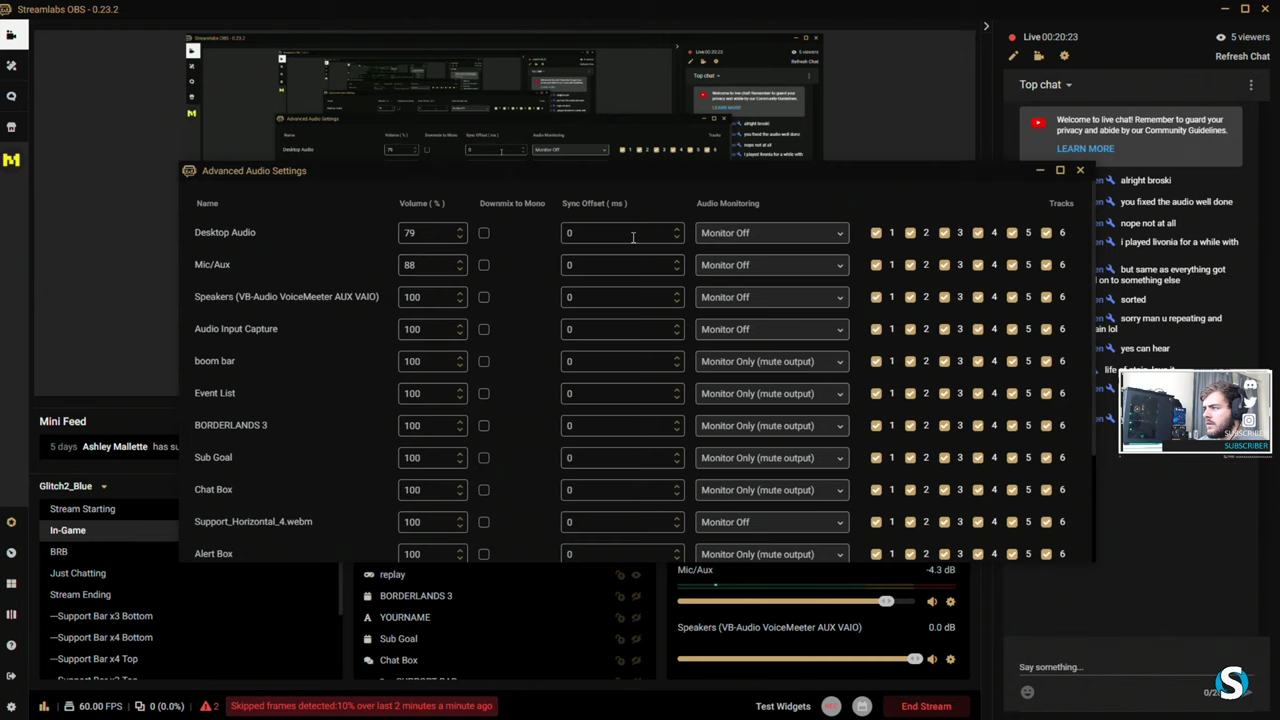 Streamlabs OBS - 0.23.2
Live 00:20:23
5 viewers
Refresh Chat
Top chat
Welcome to live chat! Remember to guard your
privacy and abide by our Community Guidelines.
LEARN MORE
en alright broski
en you fixed the audio well done
en nope not at all
en i played livonia for a while with
en but same as everything got
d on to something else
en sorted
en sorry man u repeating and
ain lol
en yes can hear
Advanced Audio Settings
Name Volume ( % ) Downmix to Mono Sync Offset ( ms ) Audio Monitoring Tracks
Desktop Audio 79 0 Monitor Off 1 2 3 4 5 6
Mic/Aux 88 0 Monitor Off 1 2 3 4 5 6
Speakers (VB-Audio VoiceMeeter AUX VAIO) 100 0 Monitor Off 1 2 3 4 5 6
Audio Input Capture 100 0 Monitor Off 1 2 3 4 5 6
boom bar 100 0 Monitor Only (mute output) 1 2 3 4 5 6
Event List 100 0 Monitor Only (mute output) 1 2 3 4 5 6
BORDERLANDS 3 100 0 Monitor Only (mute output) 1 2 3 4 5 6
Sub Goal 100 0 Monitor Only (mute output) 1 2 3 4 5 6
Chat Box 100 0 Monitor Only (mute output) 1 2 3 4 5 6
Support_Horizontal_4.webm 100 0 Monitor Off 1 2 3 4 5 6
Alert Box 100 0 Monitor Only (mute output) 1 2 3 4 5 6
SUBSCRIBER
SUBSCRIBER
Mini Feed
5 days Ashley Mallette has su
Glitch2_Blue
Stream Starting
In-Game
BRB
Just Chatting
Stream Ending
—Support Bar x3 Bottom
—Support Bar x4 Bottom
—Support Bar x4 Top
replay
BORDERLANDS 3
YOURNAME
Sub Goal
Chat Box
Mic/Aux -4.3 dB
Speakers (VB-Audio VoiceMeeter AUX VAIO) 0.0 dB
Say something...
60.00 FPS
0 (0.0%)
2
Skipped frames detected:10% over last 2 minutes a minute ago
Test Widgets
REC
End Stream